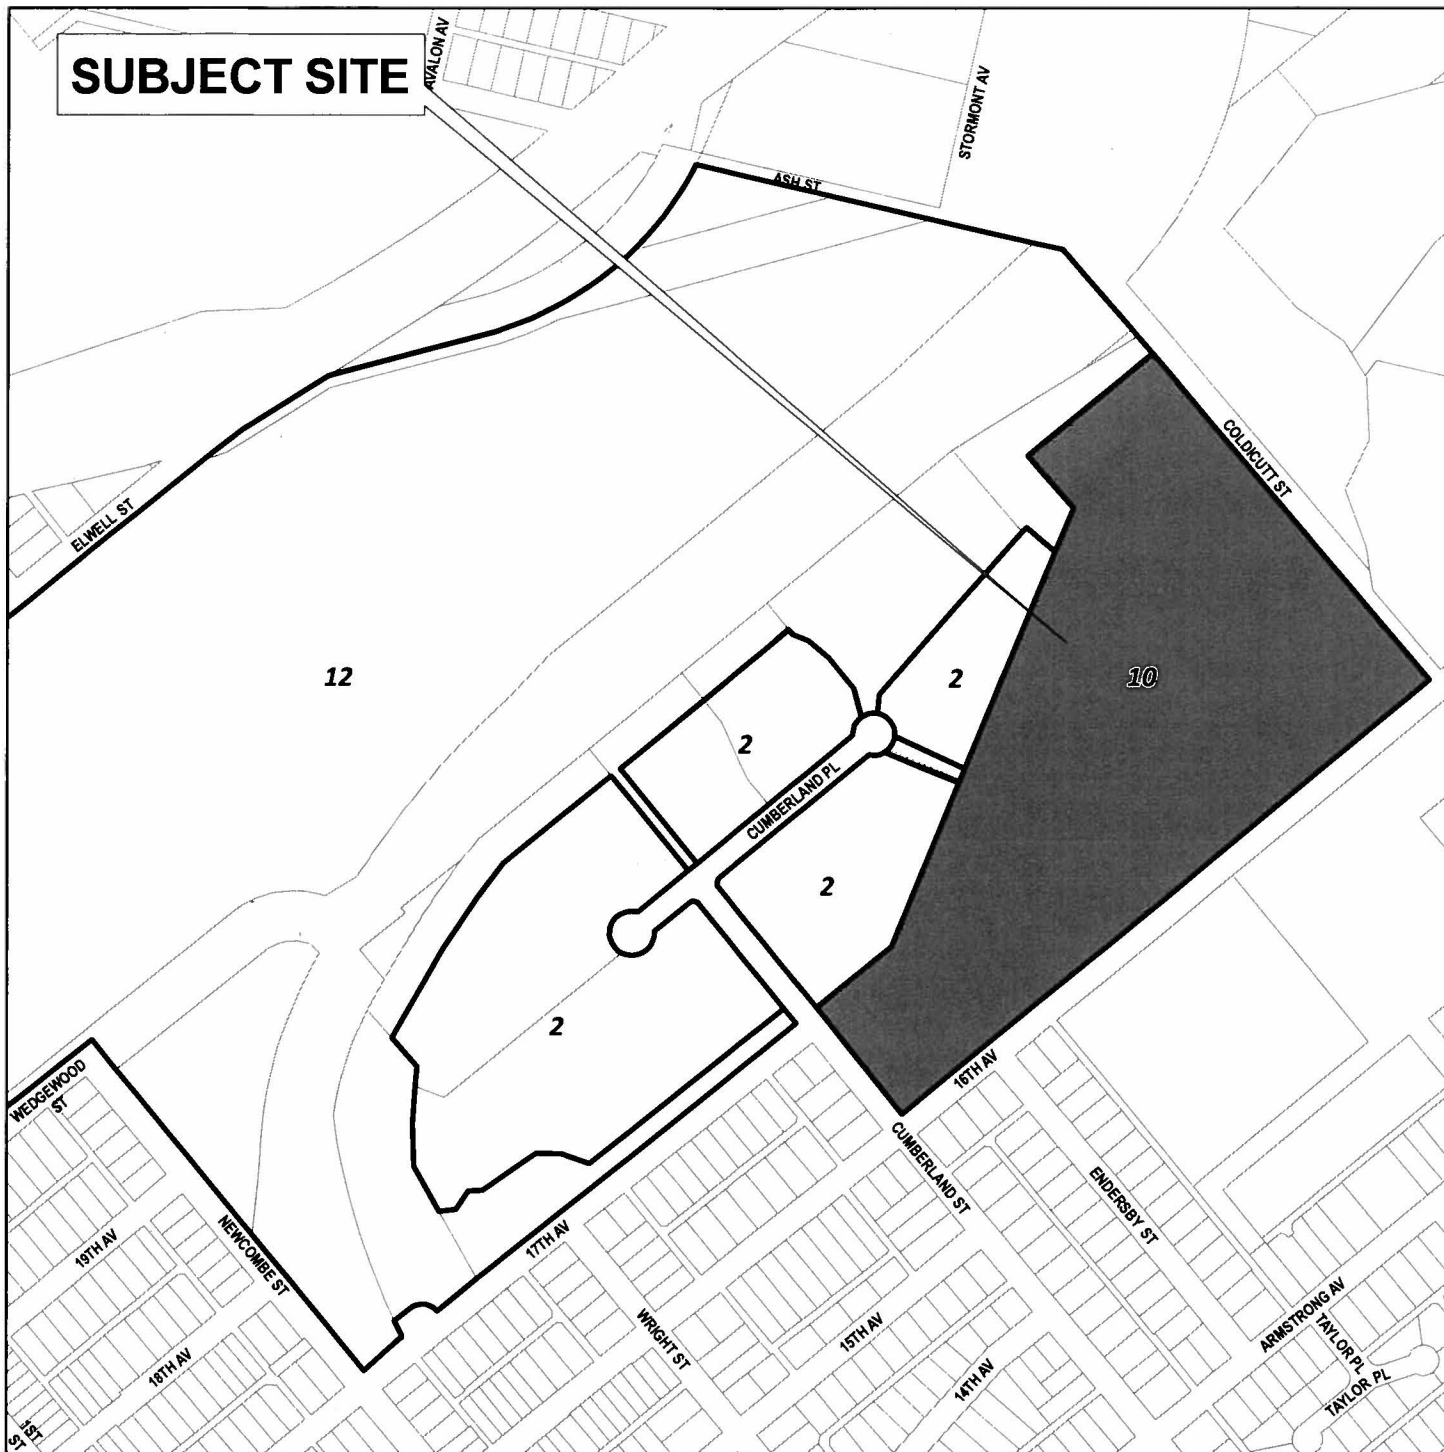 SUBJECT SITE
AVALON AV
STORMONT AV
ASH ST
COLDICUTT ST
ELWELL ST
12
2
10
2
CUMBERLAND PL
2
2
WEDGEWOOD
ST
16TH AV
CUMBERLAND ST
ENDERSBY ST
19TH AV
NEWCOMBE ST
17TH AV
WRIGHT ST
15TH AV
ARMSTRONG AV
TAYLOR PL
18TH AV
14TH AV
TAYLOR PL
1ST
ST